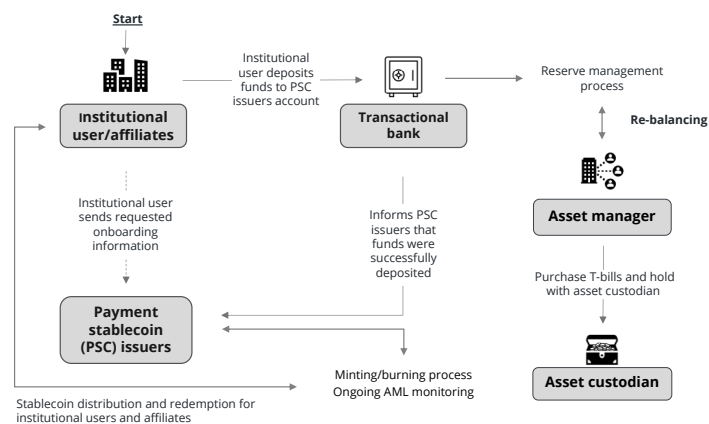 Start
Institutional
user/affiliates
Institutional
user deposits
funds to PSC
issuers account
Transactional
bank
Reserve management
process
Re-balancing
Asset manager
Institutional user
sends requested
onboarding
information
Informs PSC
issuers that
funds were
successfully
deposited
Purchase T-bills and hold
with asset custodian
Payment
stablecoin
(PSC) issuers
Minting/burning process
Ongoing AML monitoring
Asset custodian
Stablecoin distribution and redemption for
institutional users and affiliates